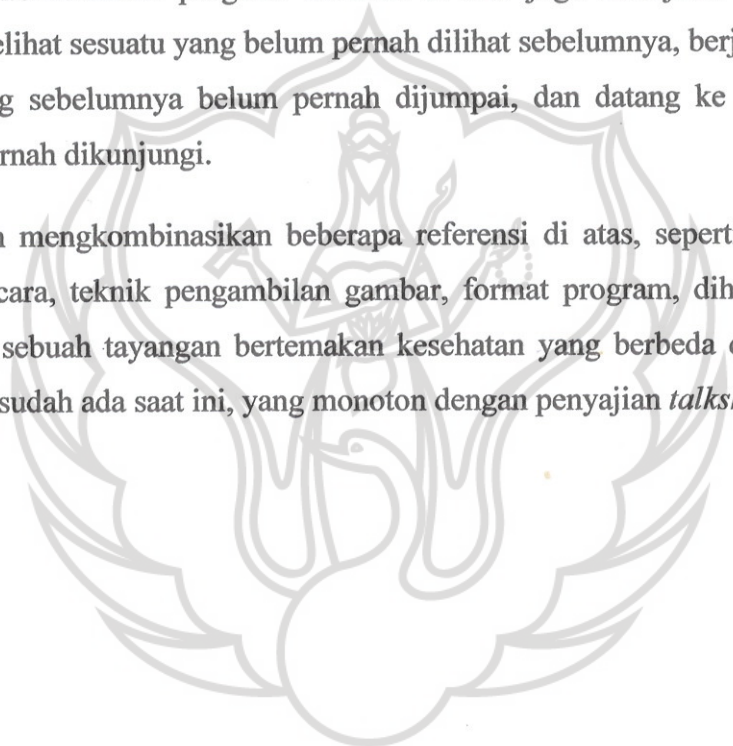 elihat sesuatu yang belum pernah dilihat sebelumnya, berj
g sebelumnya belum pernah dijumpai, dan datang ke
rnah dikunjungi.
n mengkombinasikan beberapa referensi di atas, sepert
cara, teknik pengambilan gambar, format program, dih
sebuah tayangan bertemakan kesehatan yang berbeda
sudah ada saat ini, yang monoton dengan penyajian talks